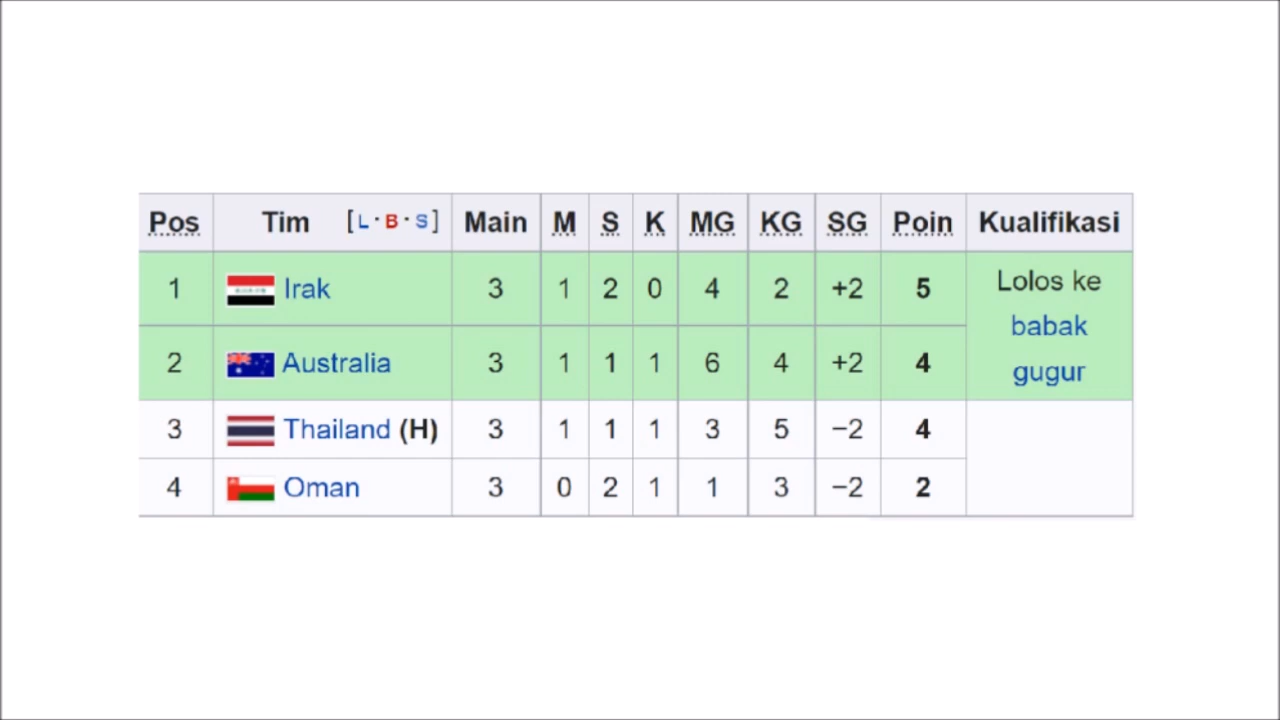 Pos Tim [L · B · S] Main M S K MG KG SG Poin Kualifikasi
1 Irak 3 1 2 0 4 2 +2 5 Lolos ke babak gugur
2 Australia 3 1 1 1 6 4 +2 4
3 Thailand (H) 3 1 1 1 3 5 −2 4
4 Oman 3 0 2 1 1 3 −2 2